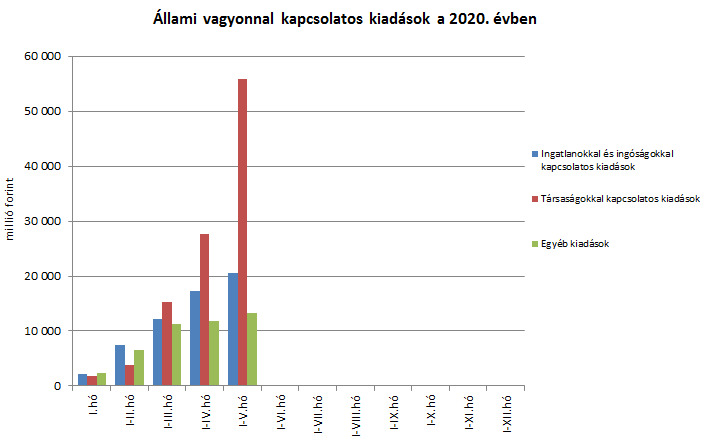 Állami vagyonnal kapcsolatos kiadások a 2020. évben
60 000
50 000
40 000
30 000
20 000
10 000
0
millió forint
I.hó
I-II.hó
I-III.hó
I-IV.hó
I-V.hó
I-VI.hó
I-VII.hó
I-VIII.hó
I-IX.hó
I-X.hó
I-XI.hó
I-XII.hó
Ingatlanokkal és ingóságokkal
kapcsolatos kiadások
Társaságokkal kapcsolatos kiadások
Egyéb kiadások